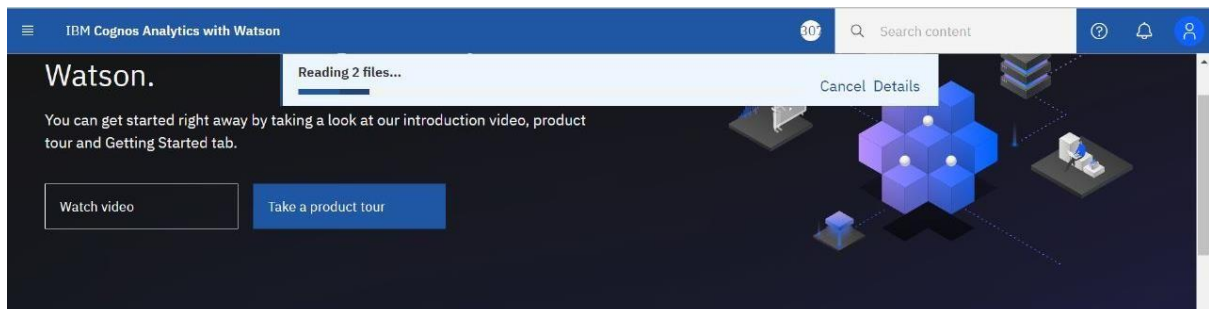 IBM Cognos Analytics with Watson
Search content
Reading 2 files...
Cancel Details
Watson.
You can get started right away by taking a look at our introduction video, product
tour and Getting Started tab.
Watch video
Take a product tour